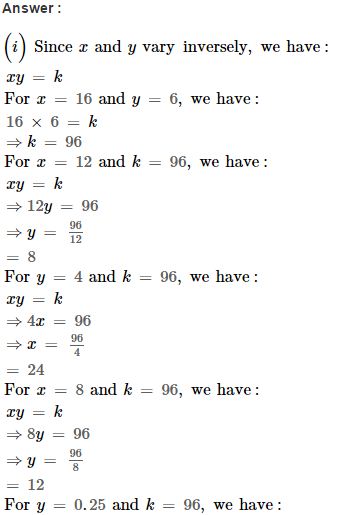 Answer :
(i) Since x and y vary inversely, we have :
xy = k
For x = 16 and y = 6, we have :
16 × 6 = k
⇒ k = 96
For x = 12 and k = 96, we have :
xy = k
⇒ 12y = 96
⇒ y = 96/12
= 8
For y = 4 and k = 96, we have :
xy = k
⇒ 4x = 96
⇒ x = 96/4
= 24
For x = 8 and k = 96, we have :
xy = k
⇒ 8y = 96
⇒ y = 96/8
= 12
For y = 0.25 and k = 96, we have :